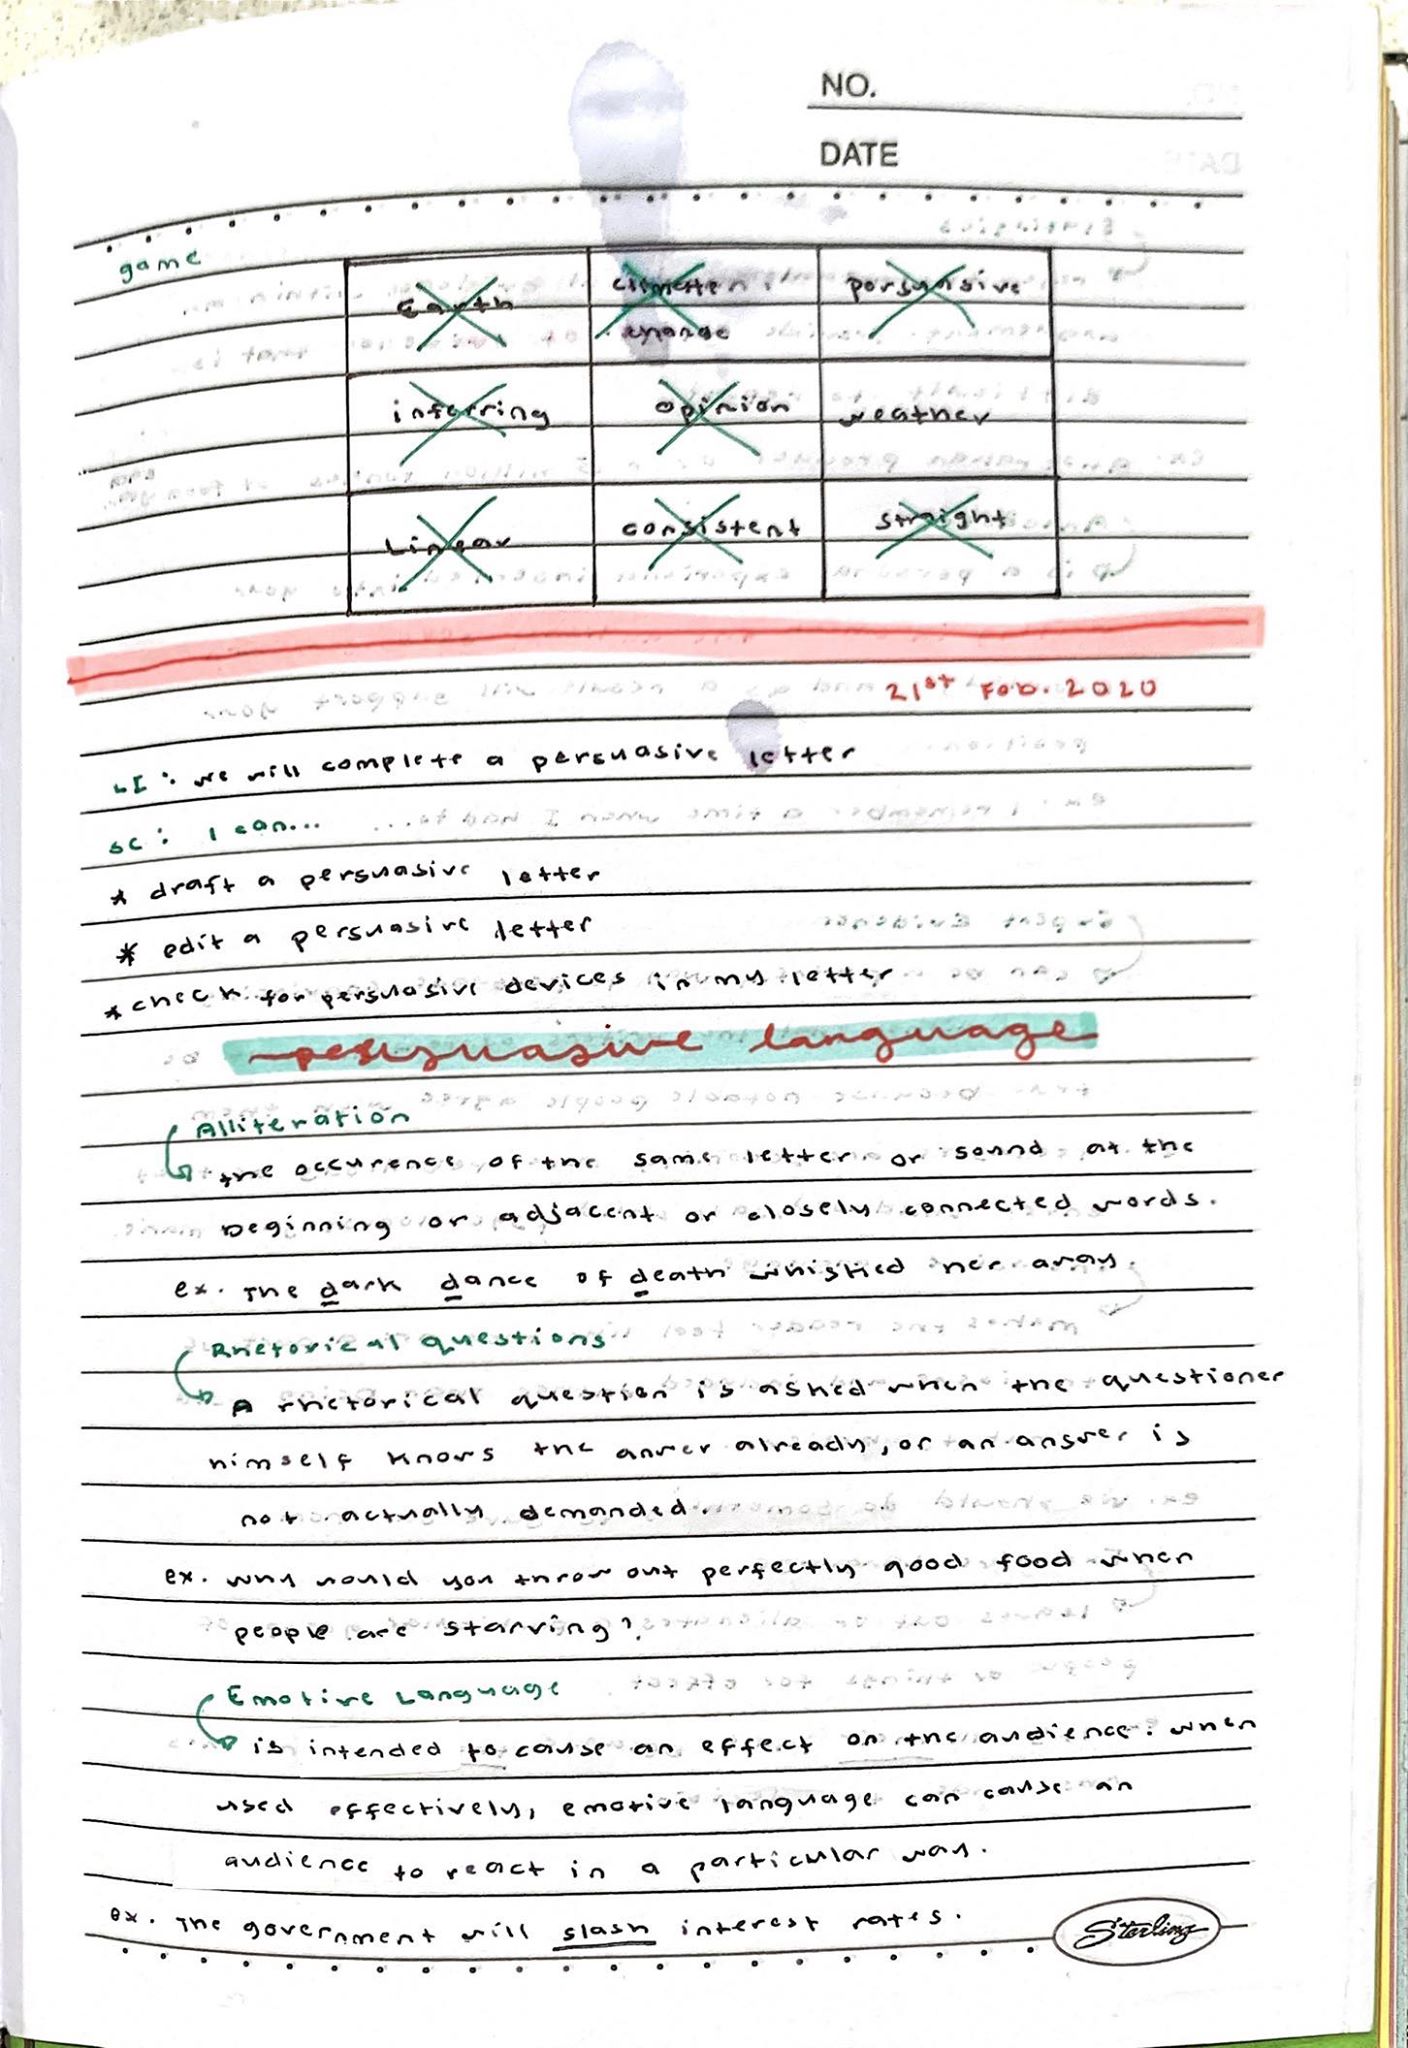 NO.
DATE
game
Earth climate persuasive
change
inferring opinion weather
Linear consistent straight
21st Feb. 2020
LI : we will complete a persuasive letter
SC : I can...
* draft a persuasive letter
* edit a persuasive letter
* check for persuasive devices in my letter
persuasive language
Alliteration
the occurence of the same letter or sound at the
beginning or adjacent or closely connected words.
ex. The dark dance of death whisked her away.
Rhetorical questions
A rhetorical question is asked when the questioner
himself knows the anwer already, or an answer is
not actually demanded.
ex. Why would you throw out perfectly good food when
people are starving?
Emotive Language
is intended to cause an effect on the audience. When
used effectively, emotive language can cause an
audience to react in a particular way.
ex. The government will slash interest rates.
Sterling